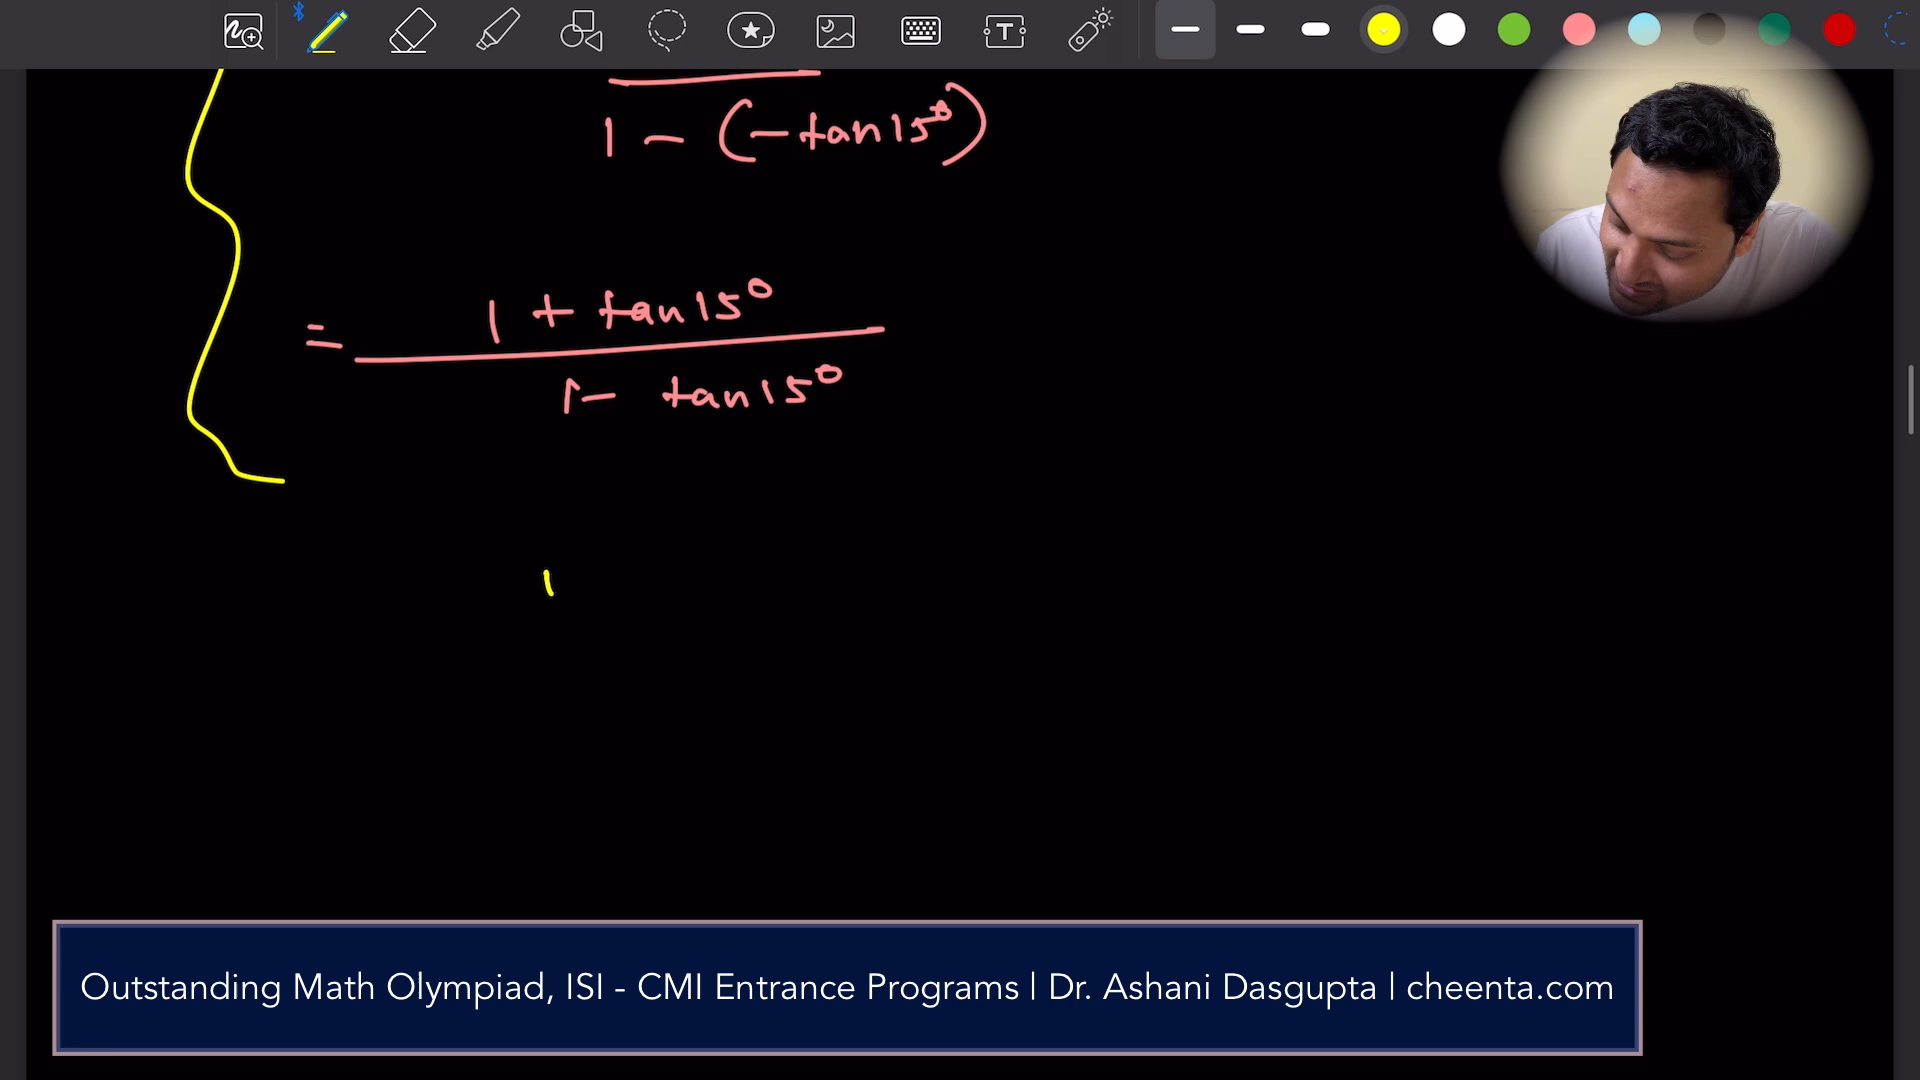 1 - (-tan15°)
1 + tan15°
=
1 - tan15°
Outstanding Math Olympiad, ISI - CMI Entrance Programs | Dr. Ashani Dasgupta | cheenta.com